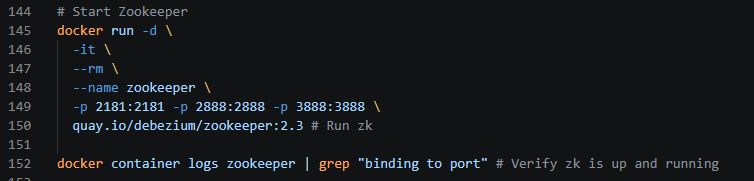 144 # Start Zookeeper
145 docker run -d \
146 -it \
147 --rm \
148 --name zookeeper \
149 -p 2181:2181 -p 2888:2888 -p 3888:3888 \
150 quay.io/debezium/zookeeper:2.3 # Run zk
151
152 docker container logs zookeeper | grep "binding to port" # Verify zk is up and running
153